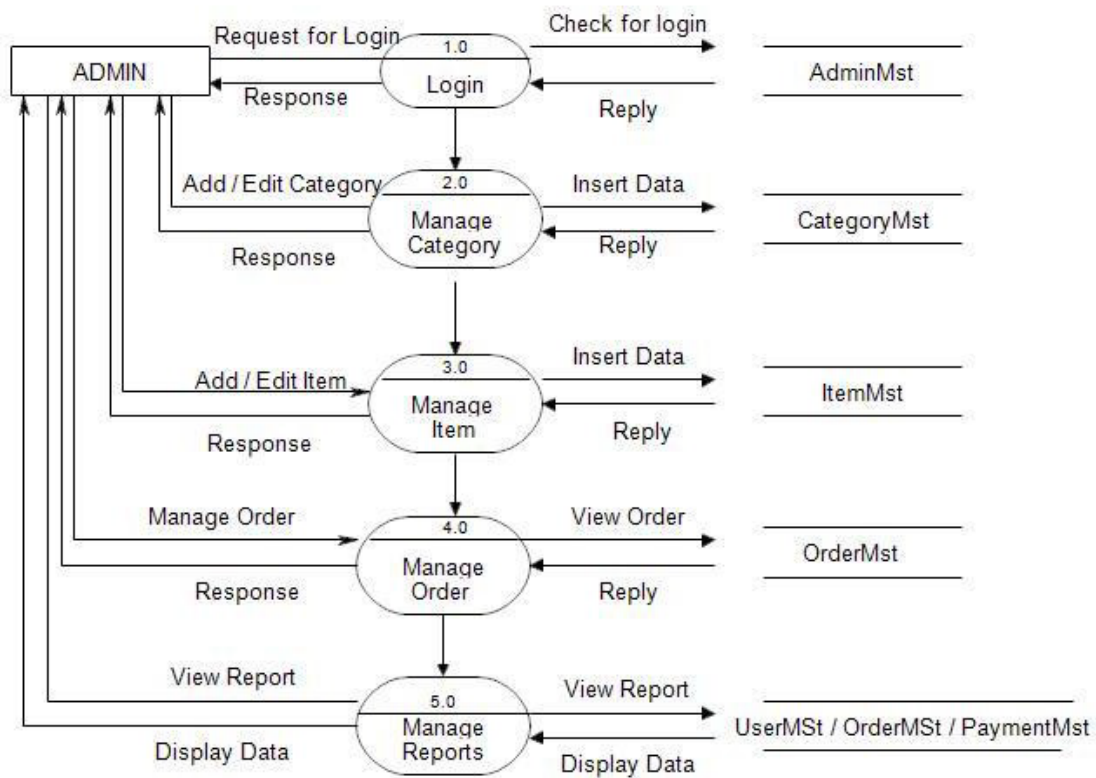 Request for Login
Check for login
1.0
ADMIN
Login
AdminMst
Response
Reply
2.0
Add / Edit Category
Insert Data
Manage
Category
CategoryMst
Response
Reply
3.0
Insert Data
Add / Edit Item
Manage
Item
ItemMst
Response
Reply
Manage Order
4.0
View Order
Manage
Order
OrderMst
Response
Reply
View Report
5.0
View Report
Manage
Reports
UserMSt / OrderMSt / PaymentMst
Display Data
Display Data